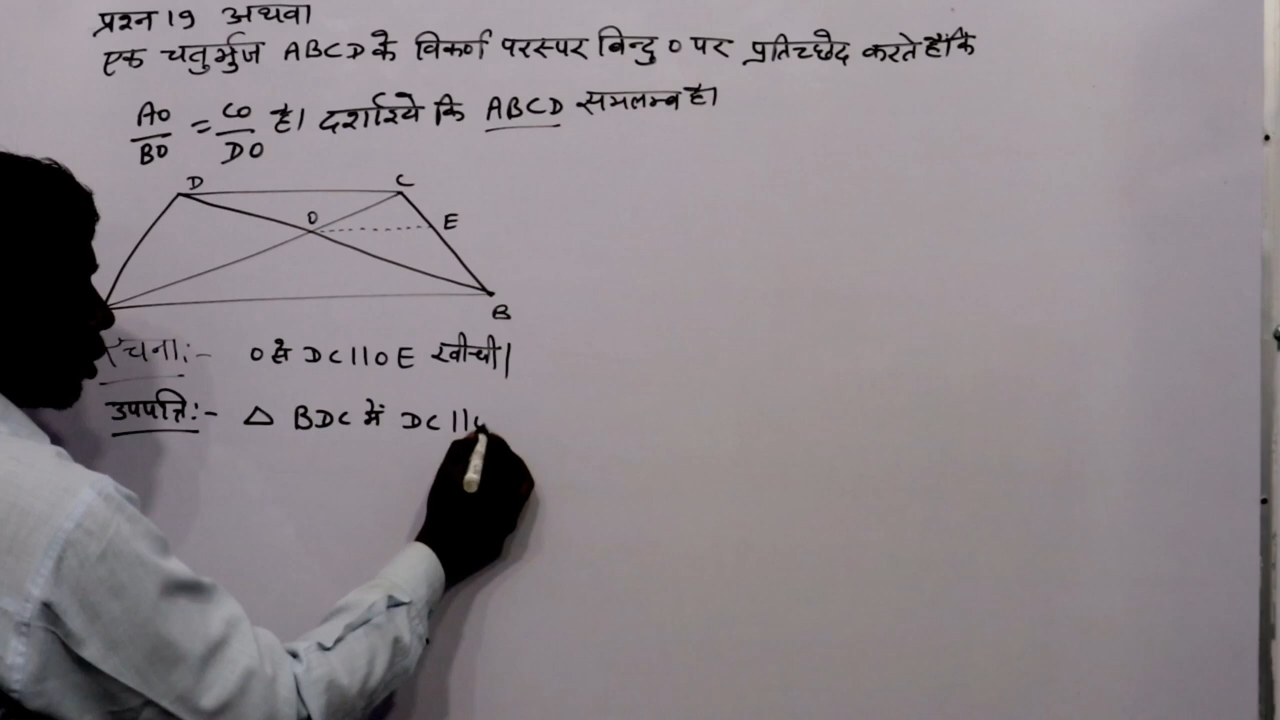 प्रश्न 19 अथवा
एक चतुर्भुज ABCD के विकर्ण परस्पर बिन्दु O पर प्रतिच्छेद करते हैं कि
AO/BO = CO/DO है। दर्शाइये कि ABCD समलम्ब है।
D C
O E
B
रचना:- O से DC||OE खीची|
उपपत्ति:- △ BDC में DC||